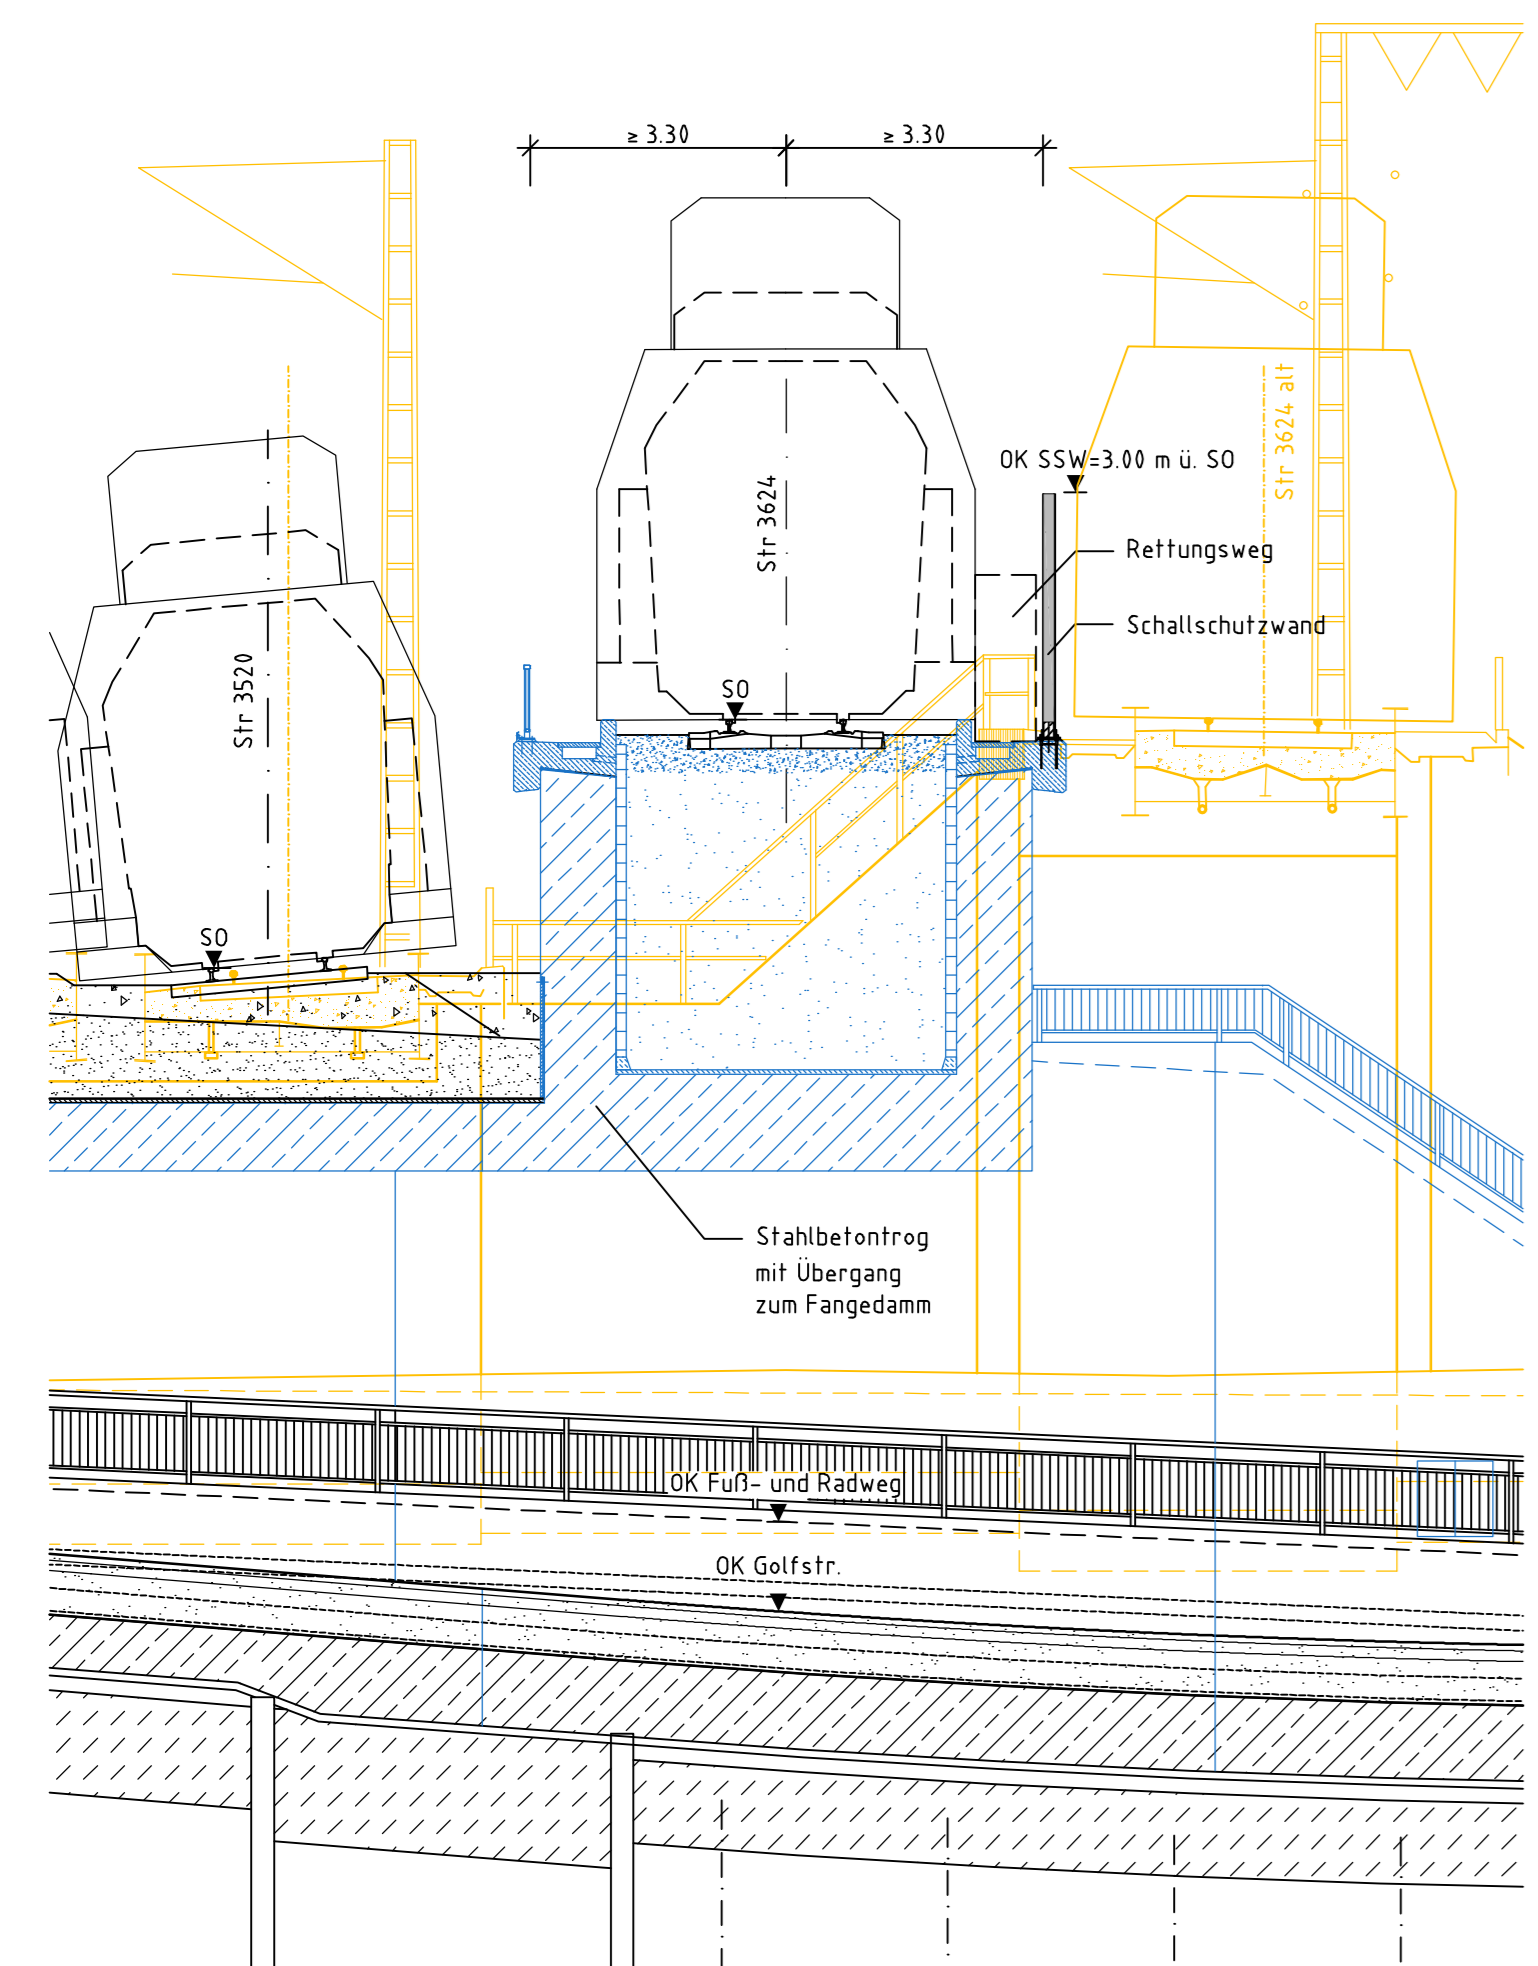 ≥ 3.30
≥ 3.30
Str 3624 alt
OK SSW=3.00 m ü. SO
Str 3624
Rettungsweg
Schallschutzwand
Str 3520
SO
SO
Stahlbetontrog
mit Übergang
zum Fangedamm
OK Fuß- und Radweg
OK Golfstr.